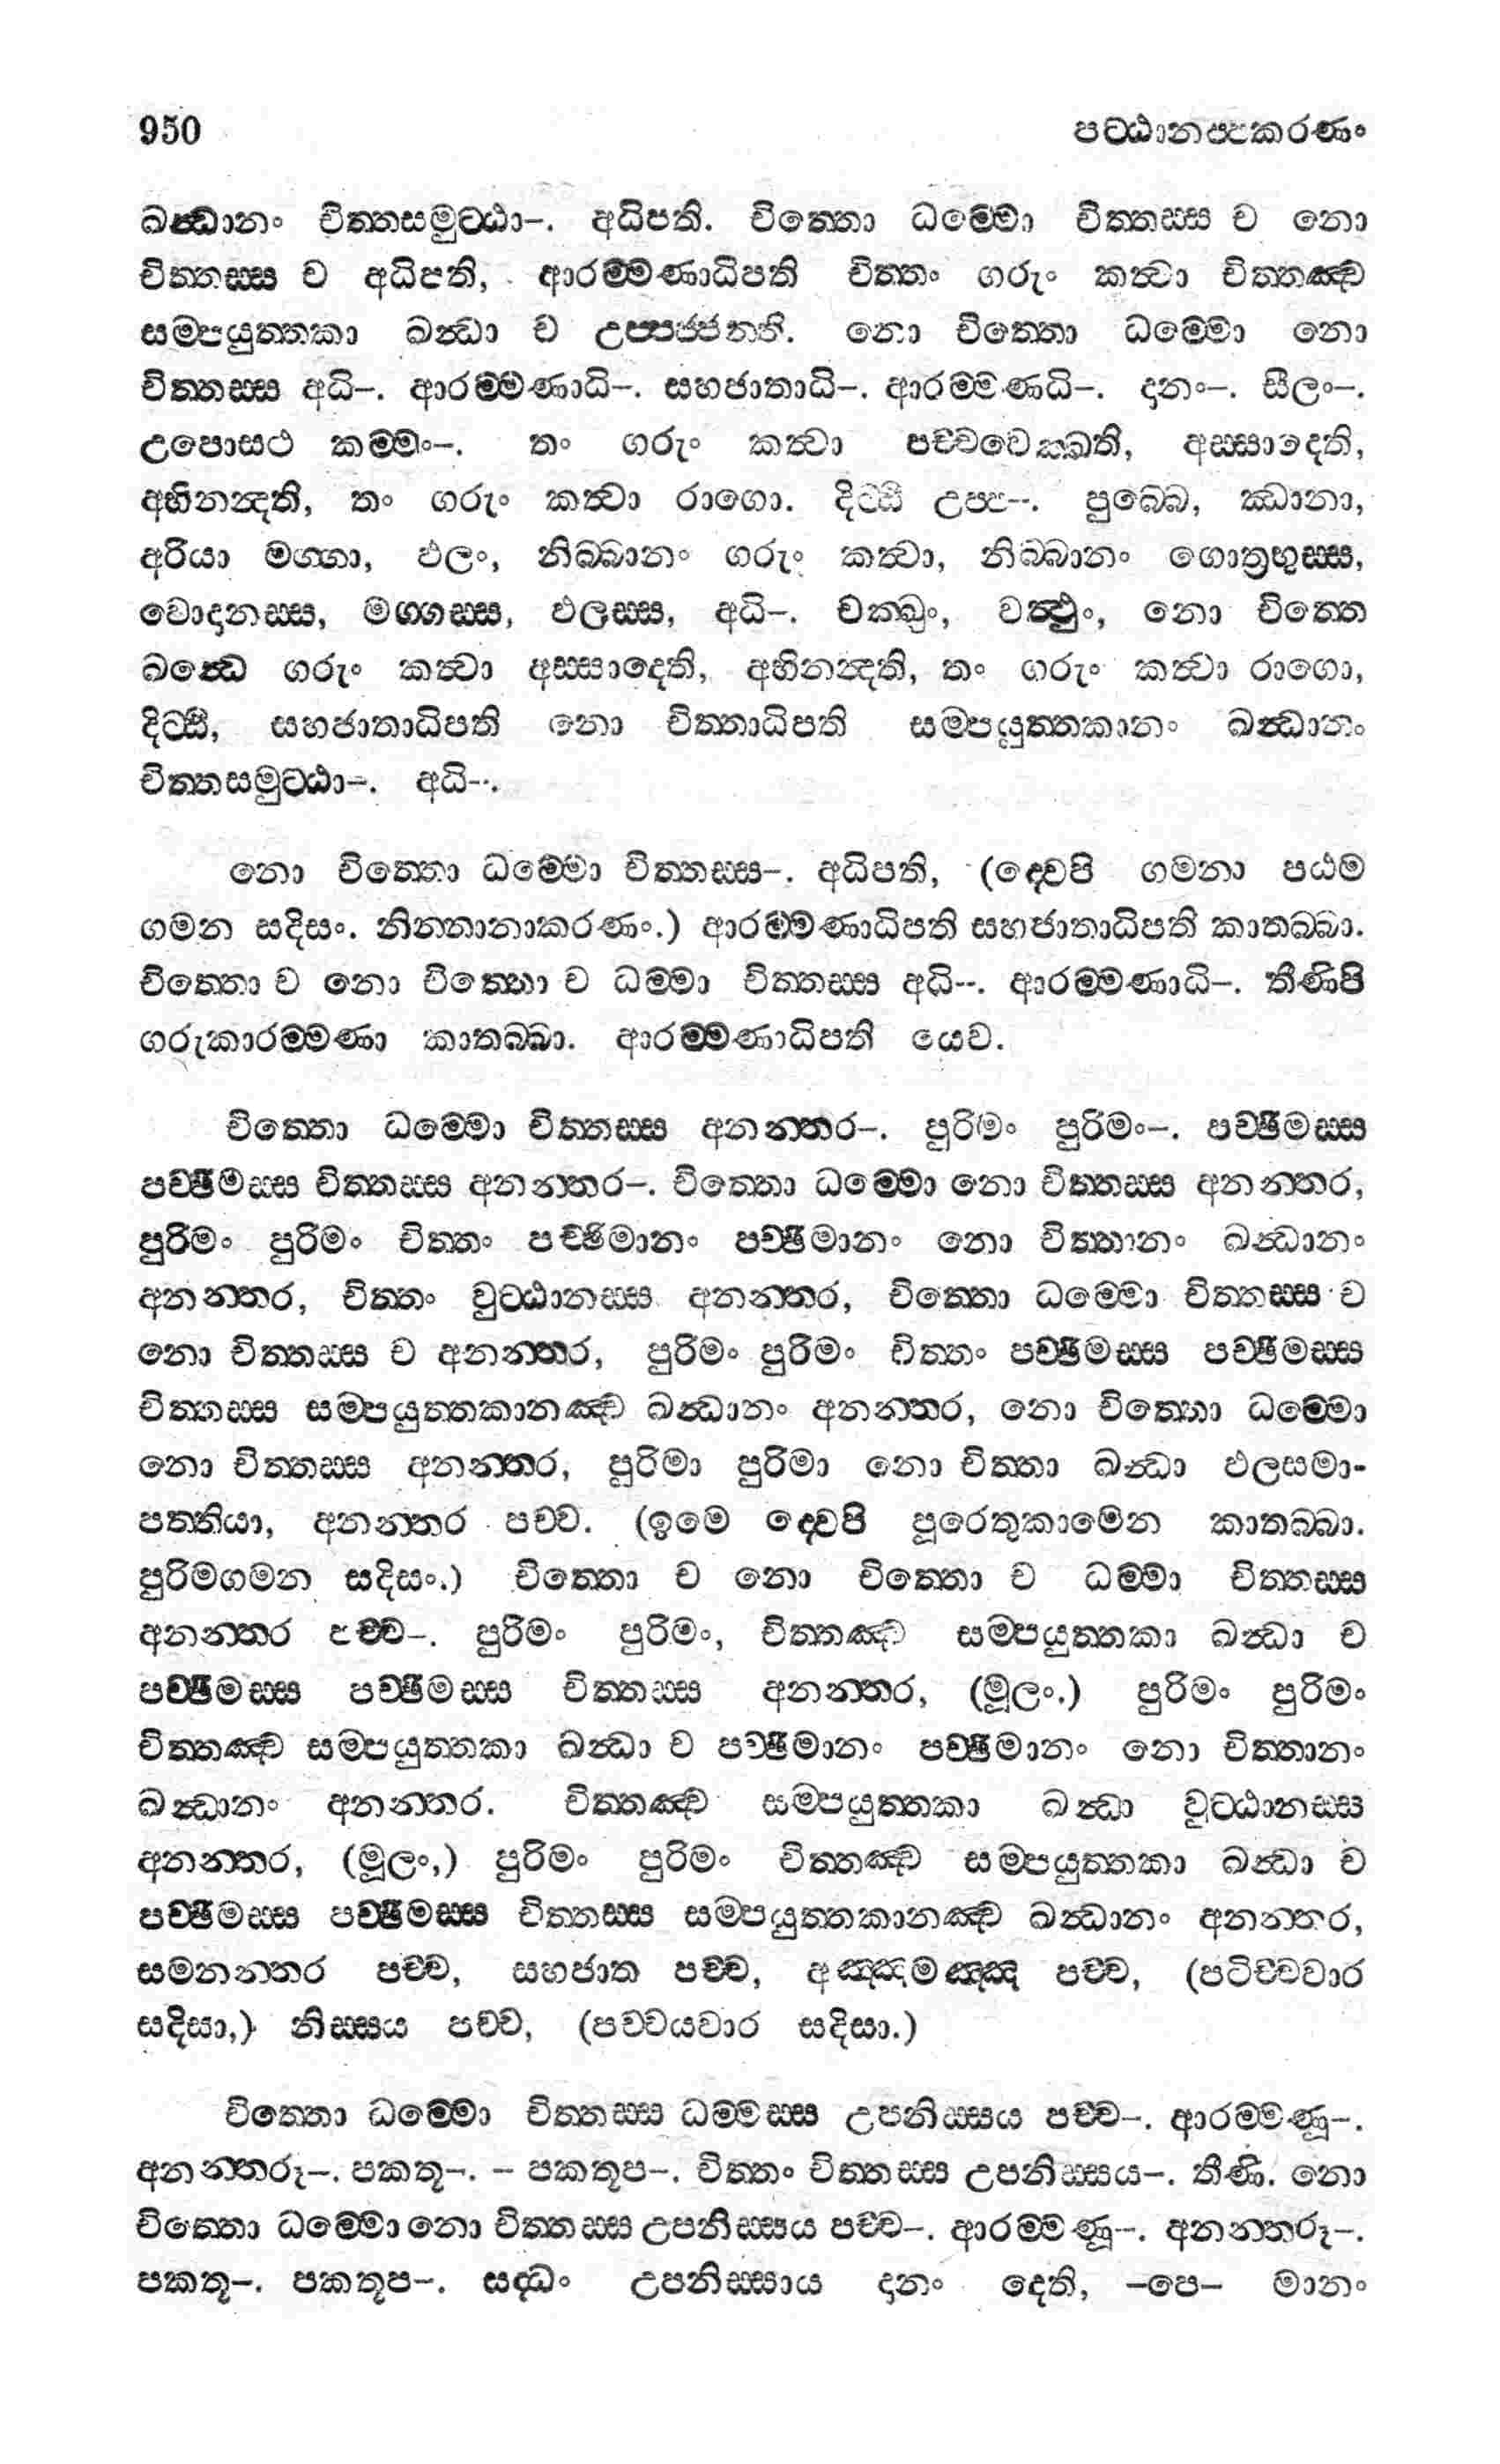 950 පට්ඨානප්පකරණං
ඛන්ධානං චිත්තසමුට්ඨා–. අධිපති. චිත්තො ධම්මො චිත්තස්ස ච නො
චිත්තස්ස ච අධිපති, ආරම්මණාධිපති චිත්තං ගරුං කත්වා චිත්තඤ්ච
සම්පයුත්තකා ඛන්ධා ච උප්පජ්ජන්ති. නො චිත්තො ධම්මො නො
චිත්තස්ස අධි–. ආරම්මණාධි–. සහජාතාධි–. ආරම්මණධි–. දානං–. සීලං–.
උපොසථ කම්මං–. තං ගරුං කත්වා පච්චවෙක්ඛති, අස්සාදෙති,
අභිනන්දති, තං ගරුං කත්වා රාගො. දිට්ඨි උප්ප–. පුබ්බෙ, ඣානා,
අරියා මග්ගා, ඵලං, නිබ්බානං ගරුං කත්වා, නිබ්බානං ගොත්‍රභුස්ස,
වොදානස්ස, මග්ගස්ස, ඵලස්ස, අධි–. චක්ඛුං, වත්ථුං, නො චිත්තෙ
ඛන්ධෙ ගරුං කත්වා අස්සාදෙති, අභිනන්දති, තං ගරුං කත්වා රාගො,
දිට්ඨි, සහජාතාධිපති නො චිත්තාධිපති සම්පයුත්තකානං ඛන්ධානං
චිත්තසමුට්ඨා–. අධි–.
නො චිත්තො ධම්මො චිත්තස්ස–. අධිපති, (ද්වෙපි ගමනා පඨම
ගමන සදිසං. නින්නානාකරණං.) ආරම්මණාධිපති සහජාතාධිපති කාතබ්බා.
චිත්තො ච නො චිත්තො ච ධම්මා චිත්තස්ස අධි–. ආරම්මණාධි–. තීණිපි
ගරුකාරම්මණා කාතබ්බා. ආරම්මණාධිපති යෙව.
චිත්තො ධම්මො චිත්තස්ස අනන්තර–. පුරිමං පුරිමං–. පච්ඡිමස්ස
පච්ඡිමස්ස චිත්තස්ස අනන්තර–. චිත්තො ධම්මො නො චිත්තස්ස අනන්තර,
පුරිමං පුරිමං චිත්තං පච්ඡිමානං පච්ඡිමානං නො චිත්තානං ඛන්ධානං
අනන්තර, චිත්තං වුට්ඨානස්ස අනන්තර, චිත්තො ධම්මො චිත්තස්ස ච
නො චිත්තස්ස ච අනන්තර, පුරිමං පුරිමං චිත්තං පච්ඡිමස්ස පච්ඡිමස්ස
චිත්තස්ස සම්පයුත්තකානඤ්ච ඛන්ධානං අනන්තර, නො චිත්තො ධම්මො
නො චිත්තස්ස අනන්තර, පුරිමා පුරිමා නො චිත්තා ඛන්ධා ඵලසමා-
පත්තියා, අනන්තර පච්ච. (ඉමෙ ද්වෙපි පූරෙතුකාමෙන කාතබ්බා.
පුරිමගමන සදිසං.) චිත්තො ච නො චිත්තො ච ධම්මා චිත්තස්ස
අනන්තර පච්ච–. පුරිමං පුරිමං, චිත්තඤ්ච සම්පයුත්තකා ඛන්ධා ච
පච්ඡිමස්ස පච්ඡිමස්ස චිත්තස්ස අනන්තර, (මූලං.) පුරිමං පුරිමං
චිත්තඤ්ච සම්පයුත්තකා ඛන්ධා ච පච්ඡිමානං පච්ඡිමානං නො චිත්තානං
ඛන්ධානං අනන්තර. චිත්තඤ්ච සම්පයුත්තකා ඛන්ධා වුට්ඨානස්ස
අනන්තර, (මූලං,) පුරිමං පුරිමං චිත්තඤ්ච සම්පයුත්තකා ඛන්ධා ච
පච්ඡිමස්ස පච්ඡිමස්ස චිත්තස්ස සම්පයුත්තකානඤ්ච ඛන්ධානං අනන්තර,
සමනන්තර පච්ච, සහජාත පච්ච, අඤ්ඤමඤ්ඤ පච්ච, (පටිච්චවාර
සදිසා,) නිස්සය පච්ච, (පච්චයවාර සදිසා.)
චිත්තො ධම්මො චිත්තස්ස ධම්මස්ස උපනිස්සය පච්ච–. ආරම්මණූ–.
අනන්තරූ–. පකතූ–. – පකතූප–. චිත්තං චිත්තස්ස උපනිස්සය–. තීණි. නො
චිත්තො ධම්මො නො චිත්තස්ස උපනිස්සය පච්ච–. ආරම්මණූ–. අනන්තරූ–.
පකතූ–. පකතූප–. සද්ධං උපනිස්සාය දානං දෙති, –පෙ– මානං